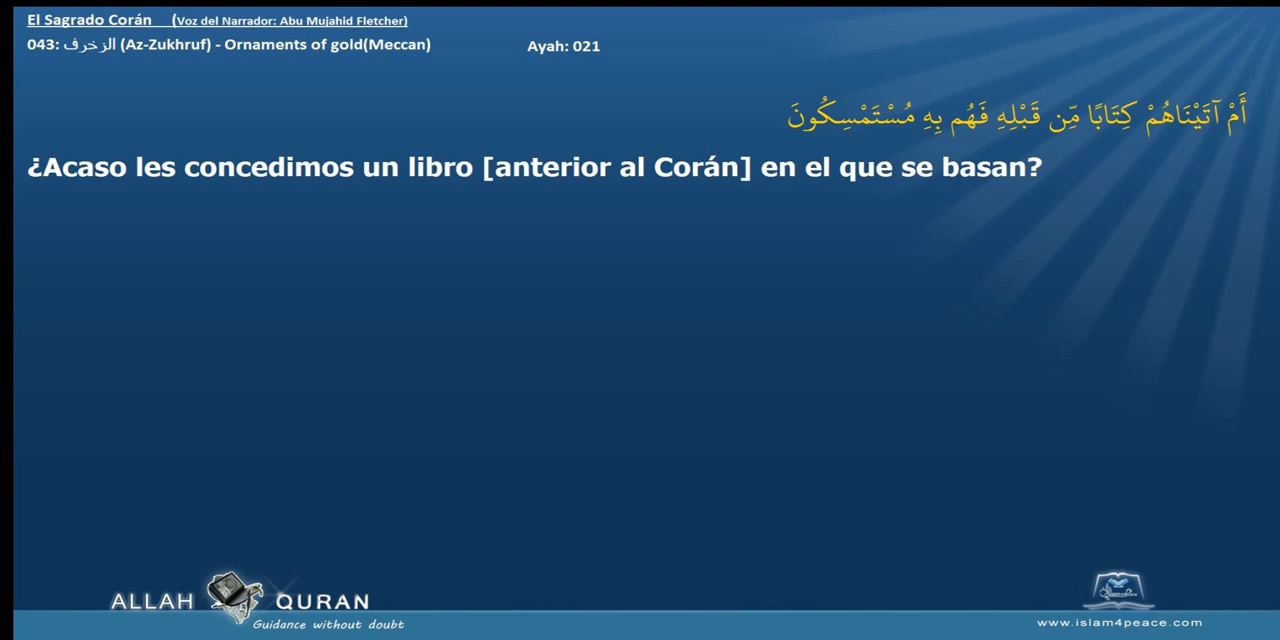 El Sagrado Corán (Voz del Narrador: Abu Mujahid Fletcher)
043: الزخرف (Az-Zukhruf) - Ornaments of gold(Meccan) Ayah: 021
أَمْ آتَيْنَاهُمْ كِتَابًا مِّن قَبْلِهِ فَهُم بِهِ مُسْتَمْسِكُونَ
¿Acaso les concedimos un libro [anterior al Corán] en el que se basan?
ALLAH QURAN
Guidance without doubt
www.islam4peace.com